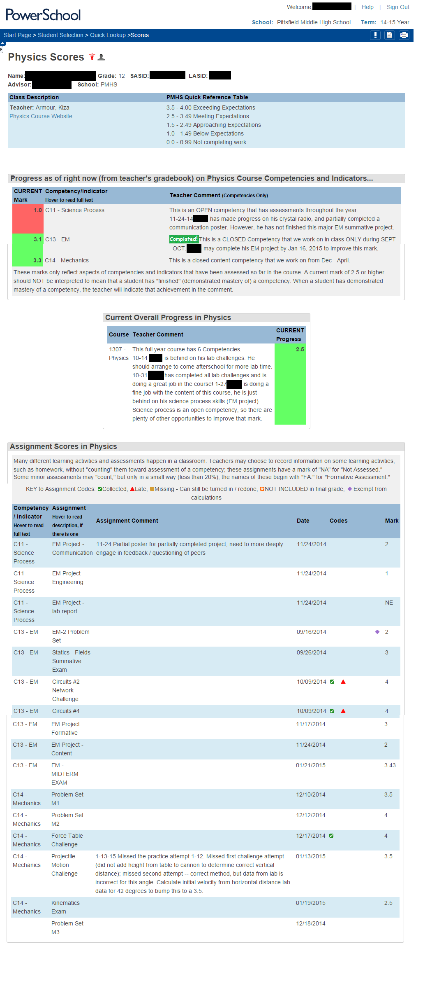 PowerSchool
Welcome, | Help | Sign Out
School: Pittsfield Middle High School Term: 14-15 Year
Start Page > Student Selection > Quick Lookup >Scores
Physics Scores
Name: Grade: 12 SASID: LASID:
Advisor: School: PMHS
Class Description PMHS Quick Reference Table
Teacher: Armour, Kiza 3.5 - 4.00 Exceeding Expectations
Physics Course Website 2.5 - 3.49 Meeting Expectations
1.5 - 2.49 Approaching Expectations
1.0 - 1.49 Below Expectations
0.0 - 0.99 Not completing work
Progress as of right now (from teacher's gradebook) on Physics Course Competencies and Indicators...
CURRENT Mark
Competency/Indicator
Hover to read full text
Teacher Comment (Competencies Only)
1.0 C11 - Science Process This is an OPEN competency that has assessments throughout the year.
11-24-14 has made progress on his crystal radio, and partially completed a
communication poster. However, he has not finished this major EM summative project.
3.1 C13 - EM Completed! This is a CLOSED Competency that we work on in class ONLY during SEPT
- OCT. may complete his EM project by Jan 16, 2015 to improve this mark.
3.3 C14 - Mechanics This is a closed content competency that we work on from Dec - April.
These marks only reflect aspects of competencies and indicators that have been assessed so far in the course. A current mark of 2.5 or higher
should NOT be interpreted to mean that a student has "finished" (demonstrated mastery of) a competency. When a student has demonstrated
mastery of a competency, the teacher will indicate that achievement in the comment.
Current Overall Progress in Physics
Course Teacher Comment CURRENT
Progress
1307 - This full year course has 6 Competencies. 2.5
Physics 10-14 is behind on his lab challenges. He
should arrange to come afterschool for more lab time.
10-31 has completed all lab challenges and is
doing a great job in the course! 1-27 is doing a
fine job with the content of this course, he is just
behind on his science process skills (EM project).
Science process is an open competency, so there are
plenty of other opportunities to improve that mark.
Assignment Scores in Physics
Many different learning activities and assessments happen in a classroom. Teachers may choose to record information on some learning activities,
such as homework, without "counting" them toward assessment of a competency; these assignments have a mark of "NA" for "Not Assessed."
Some minor assessments may "count," but only in a small way (less than 20%); the names of these begin with "FA:" for "Formative Assessment."
KEY to Assignment Codes: Collected, Late, Missing - Can still be turned in / redone, NOT INCLUDED in final grade, Exempt from
calculations
Competency Assignment
/ Indicator Hover to read Assignment Comment Date Codes Mark
Hover to read description, if
full text there is one
C11 - EM Project - 11-24 Partial poster for partially completed project; need to more deeply 11/24/2014 2
Science Communication engage in feedback / questioning of peers
Process
C11 - EM Project - 11/24/2014 1
Science Engineering
Process
C11 - EM Project - 11/24/2014 NE
Science lab report
Process
C13 - EM EM-2 Problem 09/16/2014 2
Set
C13 - EM Statics - Fields 09/26/2014 3
Summative
Exam
C13 - EM Circuits #2 10/09/2014 4
Network
Challenge
C13 - EM Circuits #4 10/09/2014 4
C13 - EM EM Project 11/17/2014 3
Formative
C13 - EM EM Project - 11/24/2014 2
Content
C13 - EM EM - 01/21/2015 3.43
MIDTERM
EXAM
C14 - Problem Set 12/10/2014 3.5
Mechanics M1
C14 - Problem Set 12/12/2014 4
Mechanics M2
C14 - Force Table 12/17/2014 4
Mechanics Challenge
C14 - Projectile 1-13-15 Missed the practice attempt 1-12. Missed first challenge attempt 01/13/2015 3.5
Mechanics Motion (did not add height from table to cannon to determine correct vertical
Challenge distance); missed second attempt -- correct method, but data from lab is
incorrect for this angle. Calculate initial velocity from horizontal distance lab
data for 42 degrees to bump this to a 3.5.
C14 - Kinematics 01/19/2015 2.5
Mechanics Exam
Problem Set 12/18/2014
M3